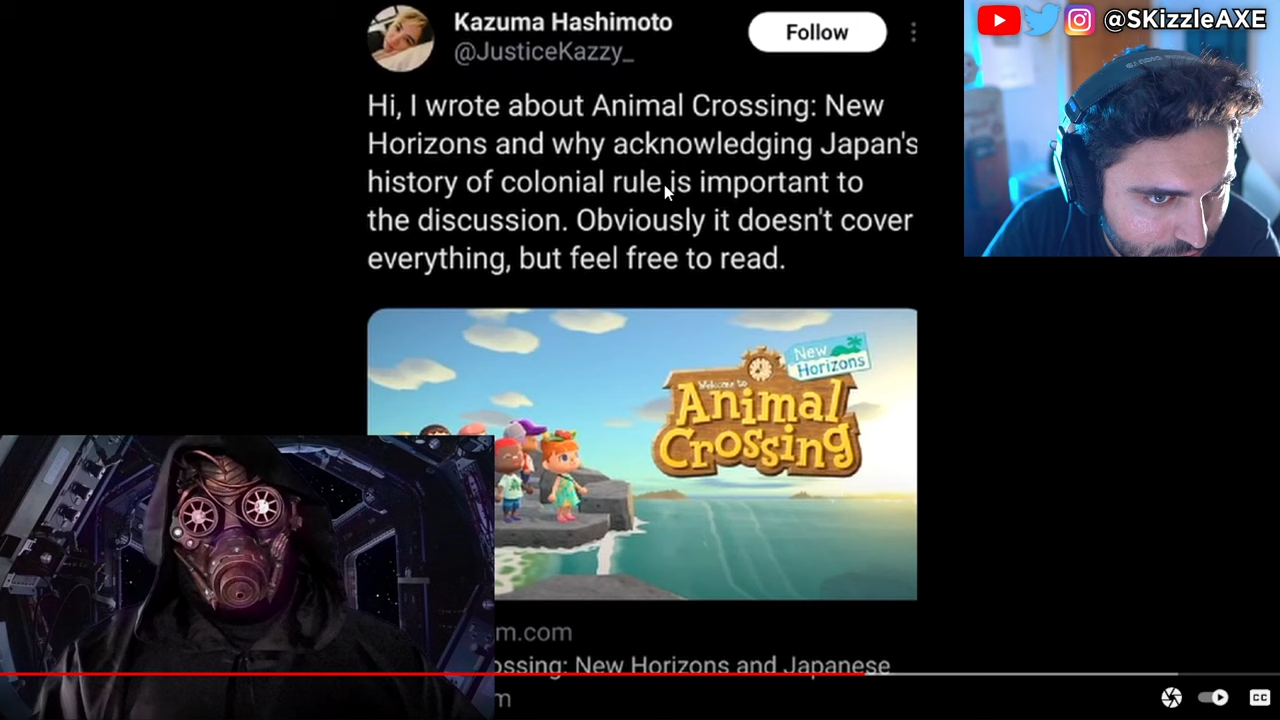 Kazuma Hashimoto
@JusticeKazzy_
Follow
@SKizzleAXE
Hi, I wrote about Animal Crossing: New
Horizons and why acknowledging Japan's
history of colonial rule is important to
the discussion. Obviously it doesn't cover
everything, but feel free to read.
New
Horizons
Welcome to
Animal
Crossing
m.com
ossing: New Horizons and Japanese
m
CC